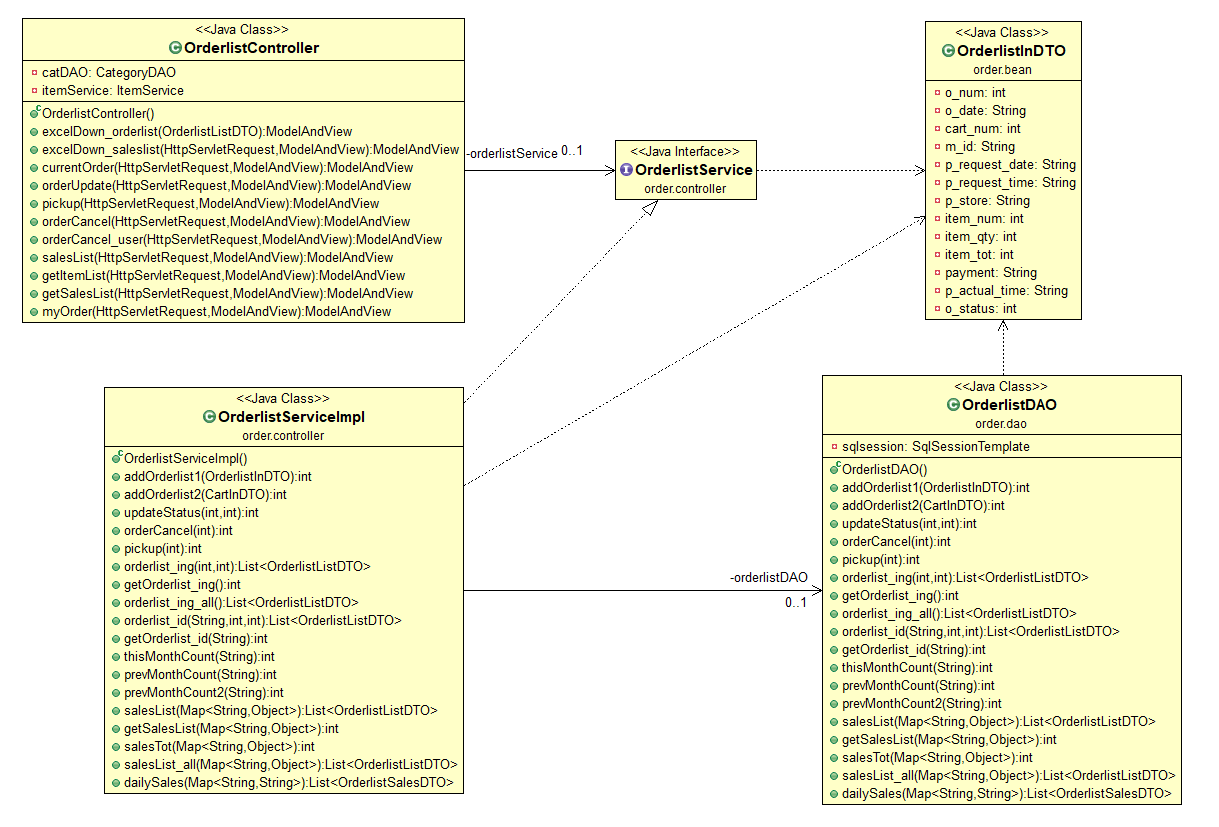 <<Java Class>>
OrderlistController
catDAO: CategoryDAO
itemService: ItemService
OrderlistController()
excelDown_orderlist(OrderlistListDTO):ModelAndView
excelDown_saleslist(HttpServletRequest,ModelAndView):ModelAndView
currentOrder(HttpServletRequest,ModelAndView):ModelAndView
orderUpdate(HttpServletRequest,ModelAndView):ModelAndView
pickup(HttpServletRequest,ModelAndView):ModelAndView
orderCancel(HttpServletRequest,ModelAndView):ModelAndView
orderCancel_user(HttpServletRequest,ModelAndView):ModelAndView
salesList(HttpServletRequest,ModelAndView):ModelAndView
getItemList(HttpServletRequest,ModelAndView):ModelAndView
getSalesList(HttpServletRequest,ModelAndView):ModelAndView
myOrder(HttpServletRequest,ModelAndView):ModelAndView
-orderlistService 0..1
<<Java Interface>>
OrderlistService
order.controller
<<Java Class>>
OrderlistInDTO
order.bean
o_num: int
o_date: String
cart_num: int
m_id: String
p_request_date: String
p_request_time: String
p_store: String
item_num: int
item_qty: int
item_tot: int
payment: String
p_actual_time: String
o_status: int
<<Java Class>>
OrderlistServiceImpl
order.controller
OrderlistServiceImpl()
addOrderlist1(OrderlistInDTO):int
addOrderlist2(CartInDTO):int
updateStatus(int,int):int
orderCancel(int):int
pickup(int):int
orderlist_ing(int,int):List<OrderlistListDTO>
getOrderlist_ing():int
orderlist_ing_all():List<OrderlistListDTO>
orderlist_id(String,int,int):List<OrderlistListDTO>
getOrderlist_id(String):int
thisMonthCount(String):int
prevMonthCount(String):int
prevMonthCount2(String):int
salesList(Map<String,Object>):List<OrderlistListDTO>
getSalesList(Map<String,Object>):int
salesTot(Map<String,Object>):int
salesList_all(Map<String,Object>):List<OrderlistListDTO>
dailySales(Map<String,String>):List<OrderlistSalesDTO>
-orderlistDAO
0..1
<<Java Class>>
OrderlistDAO
order.dao
sqlsession: SqlSessionTemplate
OrderlistDAO()
addOrderlist1(OrderlistInDTO):int
addOrderlist2(CartInDTO):int
updateStatus(int,int):int
orderCancel(int):int
pickup(int):int
orderlist_ing(int,int):List<OrderlistListDTO>
getOrderlist_ing():int
orderlist_ing_all():List<OrderlistListDTO>
orderlist_id(String,int,int):List<OrderlistListDTO>
getOrderlist_id(String):int
thisMonthCount(String):int
prevMonthCount(String):int
prevMonthCount2(String):int
salesList(Map<String,Object>):List<OrderlistListDTO>
getSalesList(Map<String,Object>):int
salesTot(Map<String,Object>):int
salesList_all(Map<String,Object>):List<OrderlistListDTO>
dailySales(Map<String,String>):List<OrderlistSalesDTO>